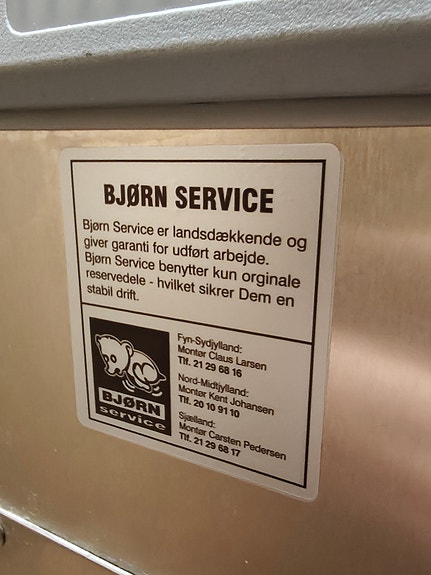 BJØRN SERVICE
Bjørn Service er landsdækkende og
giver garanti for udført arbejde.
Bjørn Service benytter kun orginale
reservedele - hvilket sikrer Dem en
stabil drift.
BJØRN
service
Fyn-Sydjylland:
Montør Claus Larsen
Tlf. 21 29 68 16
Nord-Midtjylland:
Montør Kent Johansen
Tlf. 20 10 91 10
Sjælland:
Montør Carsten Pedersen
Tlf. 21 29 68 17